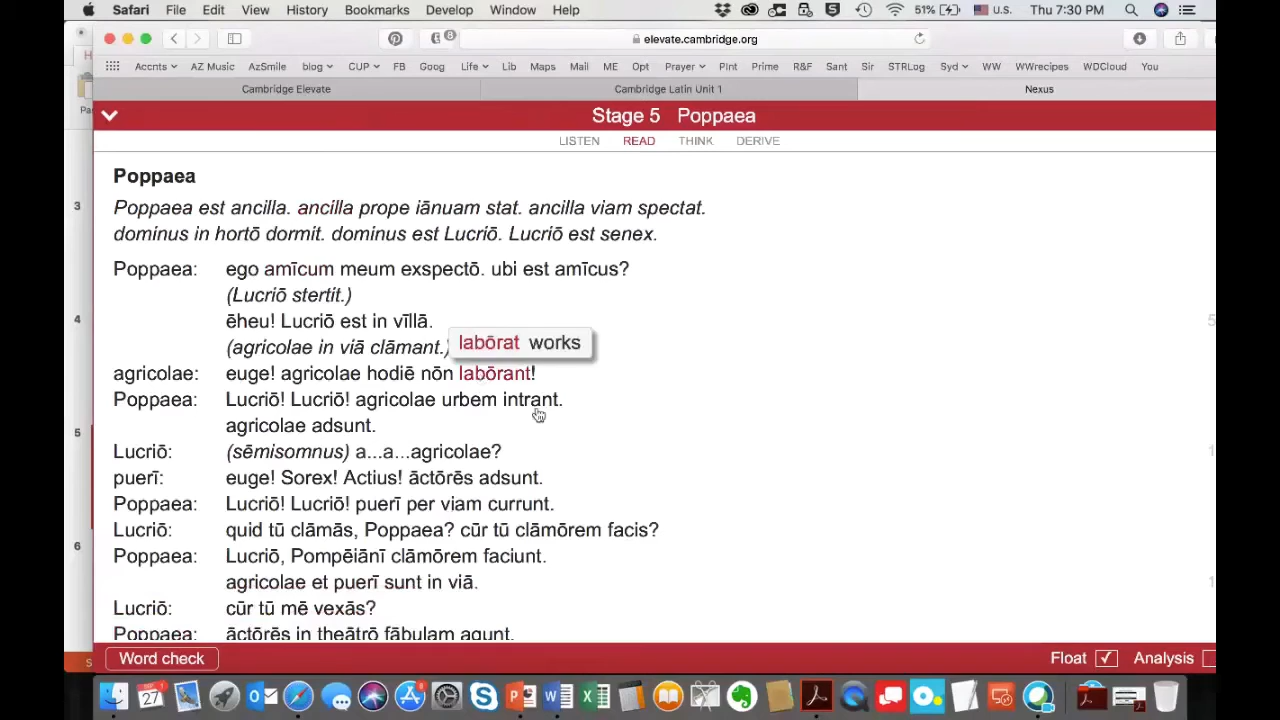 Safari File Edit View History Bookmarks Develop Window Help 51% U.S. Thu 7:30 PM
8 elevate.cambridge.org
Accnts AZ Music AzSmile blog CUP FB Goog Life Lib Maps Mail ME Opt Prayer PInt Prime R&F Sant Sir STRLog Syd WW WWrecipes WDCloud You
Cambridge Elevate Cambridge Latin Unit 1 Nexus
Stage 5 Poppaea
LISTEN READ THINK DERIVE
Poppaea
Poppaea est ancilla. ancilla prope iānuam stat. ancilla viam spectat.
3
dominus in hortō dormit. dominus est Lucriō. Lucriō est senex.
Poppaea: ego amīcum meum exspectō. ubi est amīcus?
(Lucriō stertit.)
4
ēheu! Lucriō est in vīllā.
labōrat works
(agricolae in viā clāmant.)
agricolae: euge! agricolae hodiē nōn labōrant!
Poppaea: Lucriō! Lucriō! agricolae urbem intrant.
agricolae adsunt.
5
Lucriō: (sēmisomnus) a...a...agricolae?
puerī: euge! Sorex! Actius! āctōrēs adsunt.
Poppaea: Lucriō! Lucriō! puerī per viam currunt.
Lucriō: quid tū clāmās, Poppaea? cūr tū clāmōrem facis?
6
Poppaea: Lucriō, Pompēiānī clāmōrem faciunt.
agricolae et puerī sunt in viā.
Lucriō: cūr tū mē vexās?
Poppaea: āctōrēs in theātrō fābulam agunt.
Word check Float Analysis